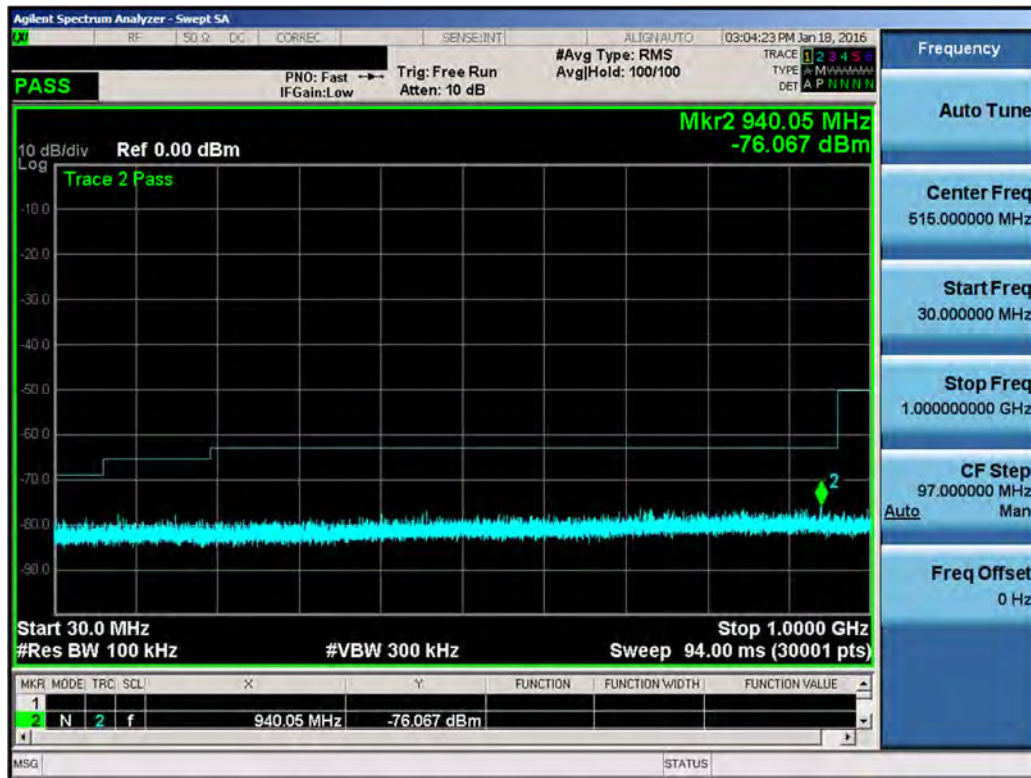 Agilent Spectrum Analyzer - Swept SA
RF 50 Ω DC CORREC SENSE:INT ALIGNAUTO 03:04:23 PM Jan 18, 2016
PASS
PNO: Fast
IFGain:Low
Trig: Free Run
Atten: 10 dB
#Avg Type: RMS
Avg|Hold: 100/100
TRACE 1 2 3 4 5 6
TYPE A M W W W W
DET A P N N N N
Mkr2 940.05 MHz
-76.067 dBm
10 dB/div Ref 0.00 dBm
Log
Trace 2 Pass
-10.0
-20.0
-30.0
-40.0
-50.0
-60.0
-70.0
-80.0
-90.0
2
Start 30.0 MHz Stop 1.0000 GHz
#Res BW 100 kHz #VBW 300 kHz Sweep 94.00 ms (30001 pts)
MKR MODE TRC SCL X Y FUNCTION FUNCTION WIDTH FUNCTION VALUE
1
2 N 2 f 940.05 MHz -76.067 dBm
MSG STATUS
Frequency
Auto Tune
Center Freq
515.000000 MHz
Start Freq
30.000000 MHz
Stop Freq
1.000000000 GHz
CF Step
97.000000 MHz
Auto Man
Freq Offset
0 Hz